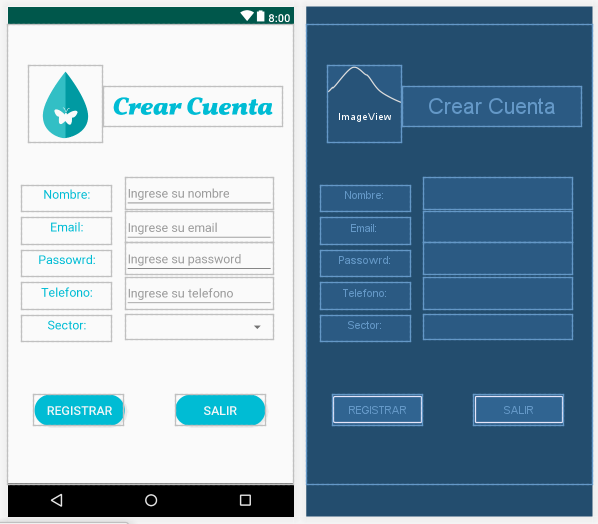 8:00
Crear Cuenta
Nombre:
Ingrese su nombre
Email:
Ingrese su email
Passowrd:
Ingrese su password
Telefono:
Ingrese su telefono
Sector:
REGISTRAR
SALIR
ImageView
Crear Cuenta
Nombre:
Email:
Passowrd:
Telefono:
Sector:
REGISTRAR
SALIR